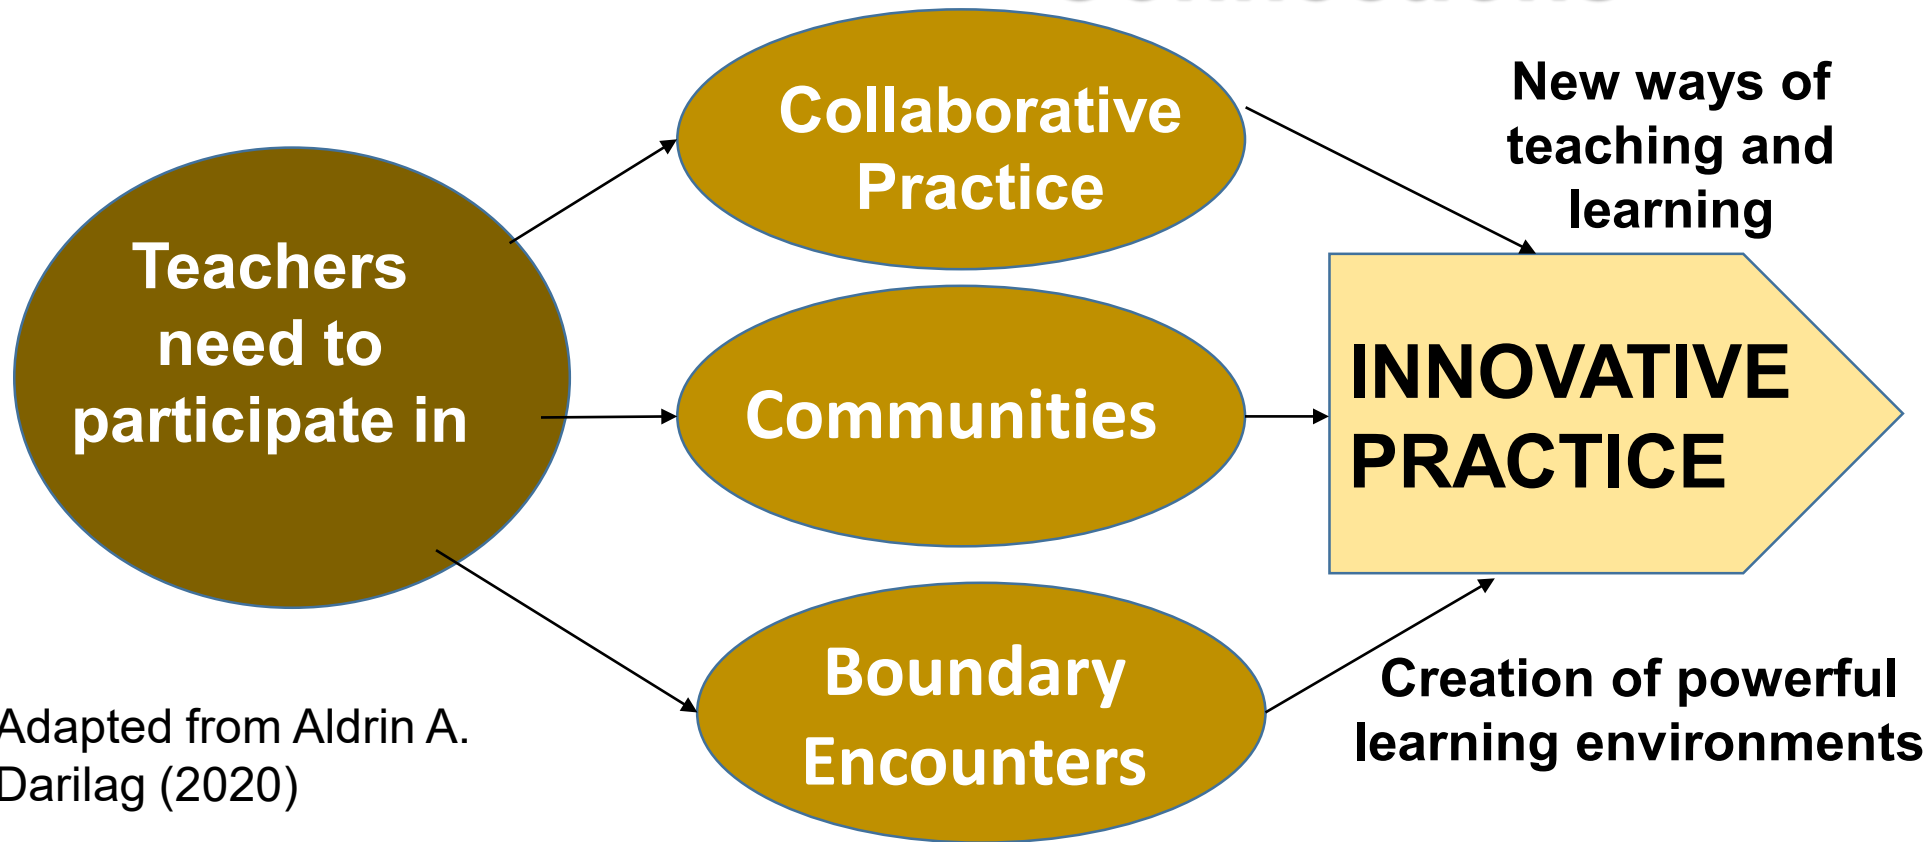 Teachers
need to
participate in
Collaborative
Practice
Communities
Boundary
Encounters
New ways of
teaching and
learning
INNOVATIVE
PRACTICE
Creation of powerful
learning environments
Adapted from Aldrin A.
Darilag (2020)